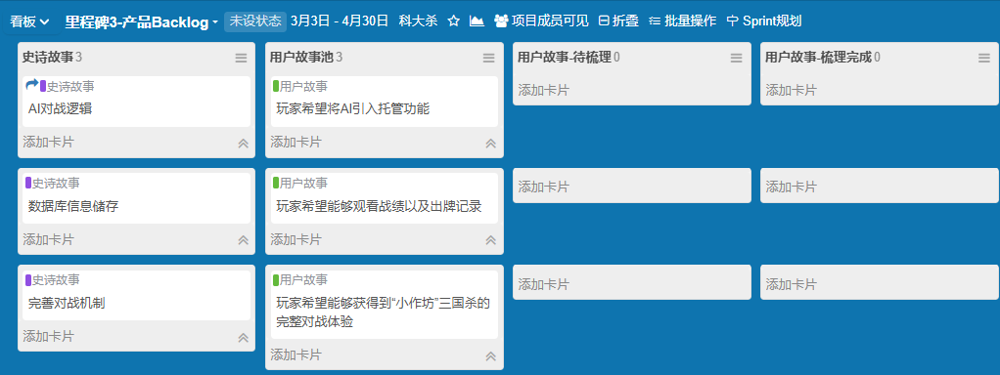 看板 里程碑3-产品Backlog 未设状态 3月3日 - 4月30日 科大杀 项目成员可见 折叠 批量操作 Sprint规划
史诗故事 3 用户故事池 3 用户故事-待梳理 0 用户故事-梳理完成 0
史诗故事 用户故事 添加卡片 添加卡片
AI对战逻辑 玩家希望将AI引入托管功能
添加卡片 添加卡片
史诗故事 用户故事 添加卡片 添加卡片
数据库信息储存 玩家希望能够观看战绩以及出牌记录
添加卡片 添加卡片
史诗故事 用户故事 添加卡片 添加卡片
完善对战机制 玩家希望能够获得到“小作坊”三国杀的
完整对战体验
添加卡片 添加卡片